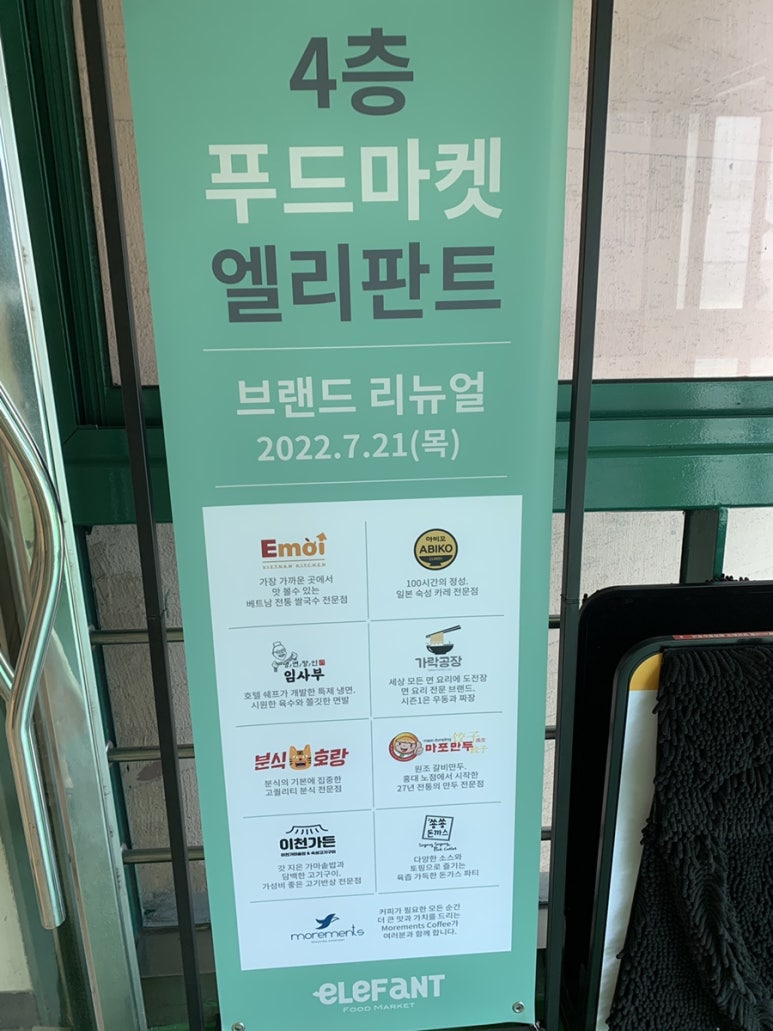 4층
푸드마켓
엘리판트
브랜드 리뉴얼
2022.7.21(목)
Emoi
VIETNAM KITCHEN
가장 가까운 곳에서
맛 볼수 있는
베트남 전통 쌀국수 전문점
아비꼬
ABIKO
100시간의 정성,
일본 숙성 카레 전문점
냉면장인
임사부
호텔 쉐프가 개발한 특제 냉면,
시원한 육수와 쫄깃한 면발
가락공장
세상 모든 면 요리에 도전장
면 요리 전문 브랜드,
시즌1은 우동과 짜장
분식 호랑
분식의 기본에 집중한
고퀄리티 분식 전문점
마포만두
餃子
원조 갈비만두,
홍대 노점에서 시작한
27년 전통의 만두 전문점
이천가든
갓 지은 가마솥밥과
담백한 고기구이,
가성비 좋은 고기반상 전문점
쏭쏭
돈까스
다양한 소스와
토핑으로 즐기는
육즙 가득한 돈가스 파티
morements
커피가 필요한 모든 순간
더 큰 맛과 가치를 드리는
Morements Coffee가
여러분과 함께 합니다.
ELEFANT
FOOD MARKET